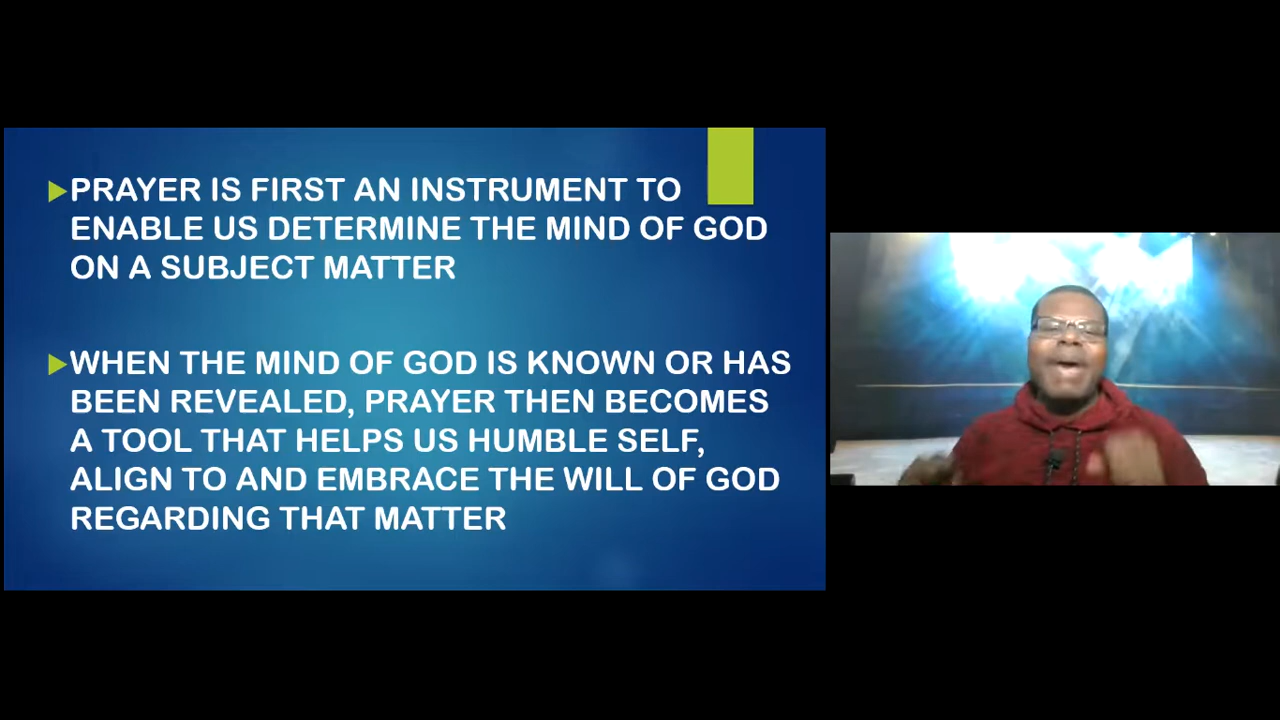 PRAYER IS FIRST AN INSTRUMENT TO
ENABLE US DETERMINE THE MIND OF GOD
ON A SUBJECT MATTER
WHEN THE MIND OF GOD IS KNOWN OR HAS
BEEN REVEALED, PRAYER THEN BECOMES
A TOOL THAT HELPS US HUMBLE SELF,
ALIGN TO AND EMBRACE THE WILL OF GOD
REGARDING THAT MATTER